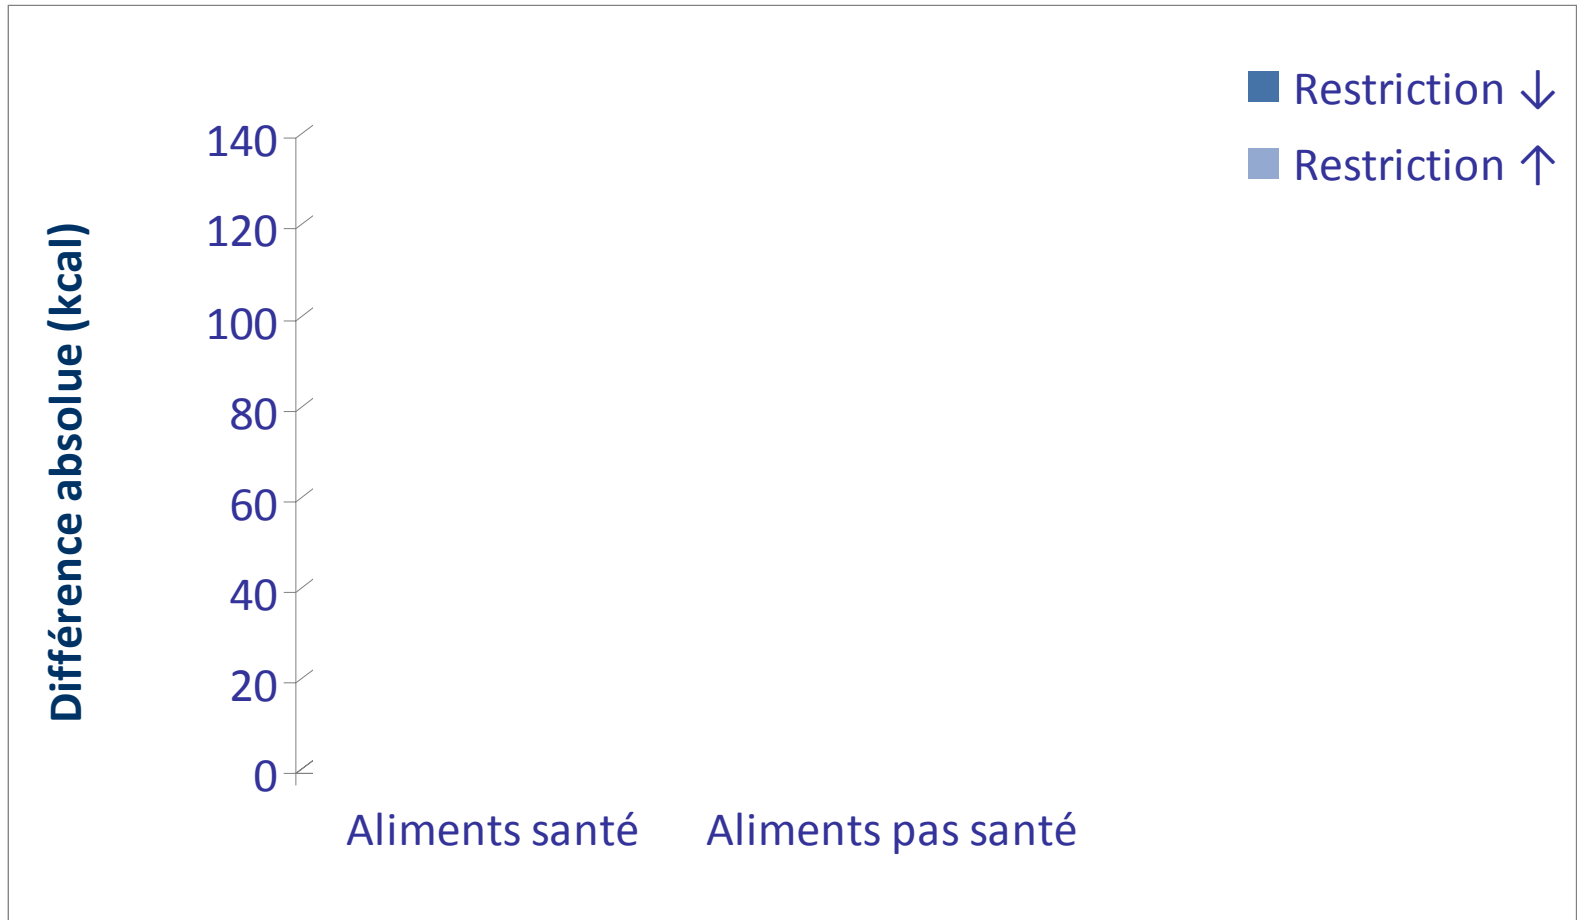 Restriction ↓
Restriction ↑
Différence absolue (kcal)
140
120
100
80
60
40
20
0
Aliments santé
Aliments pas santé